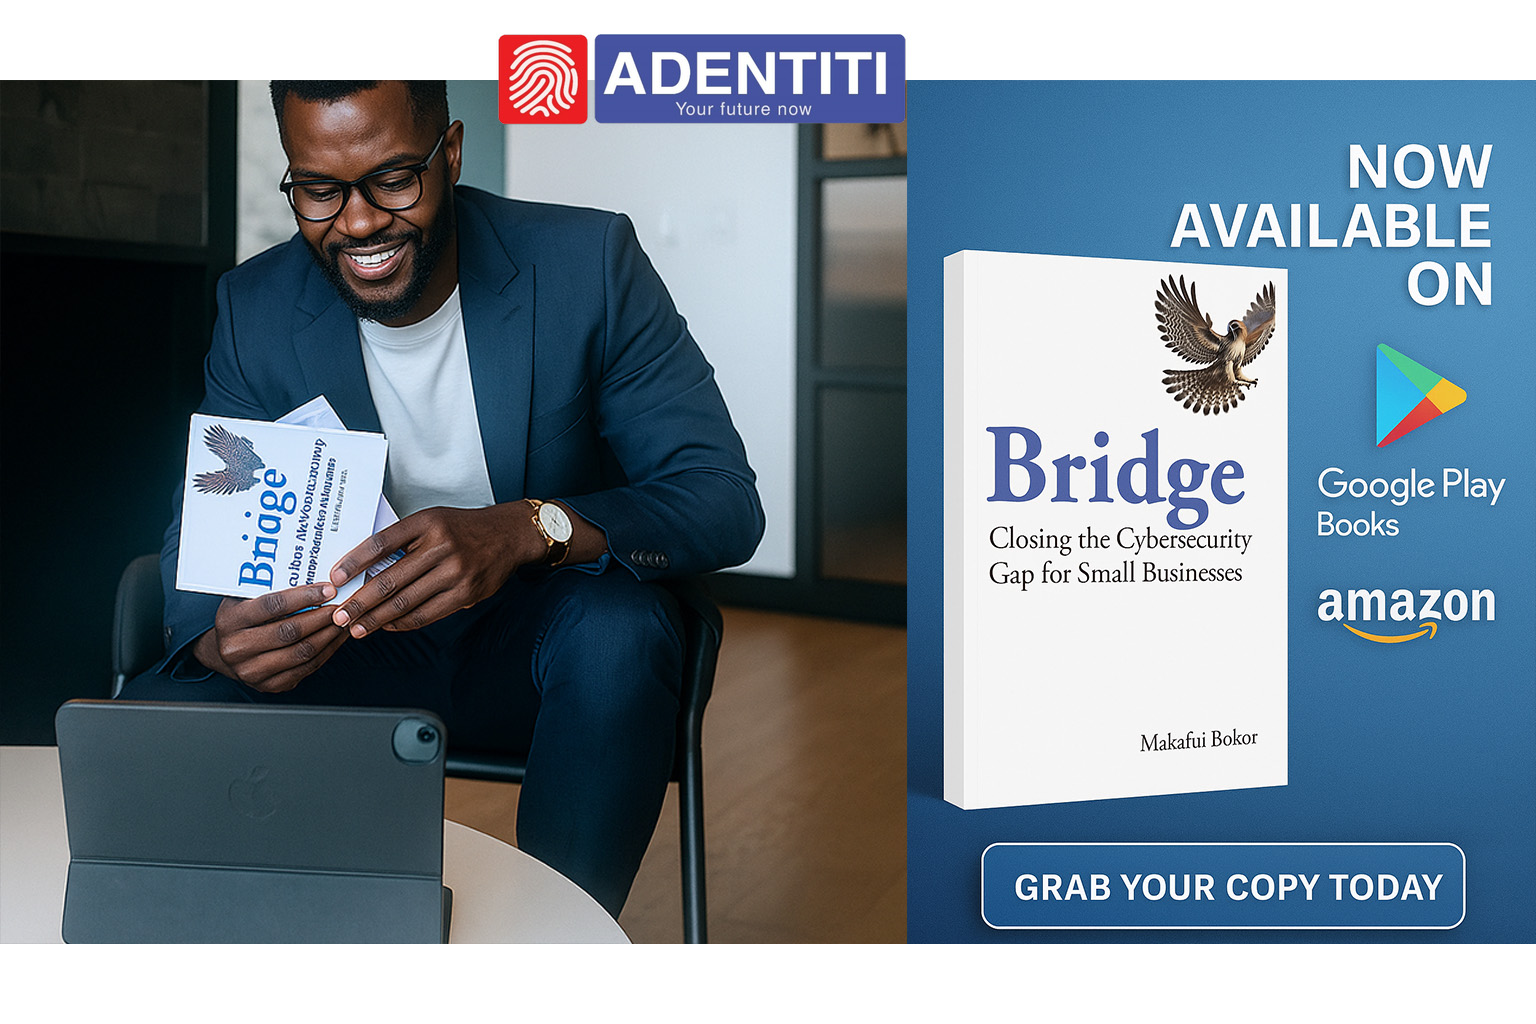 ADENTITI
Your future now
NOW
AVAILABLE
ON
Bridge
Closing the Cybersecurity
Gap for Small Businesses
Makafui Bokor
Google Play
Books
amazon
GRAB YOUR COPY TODAY